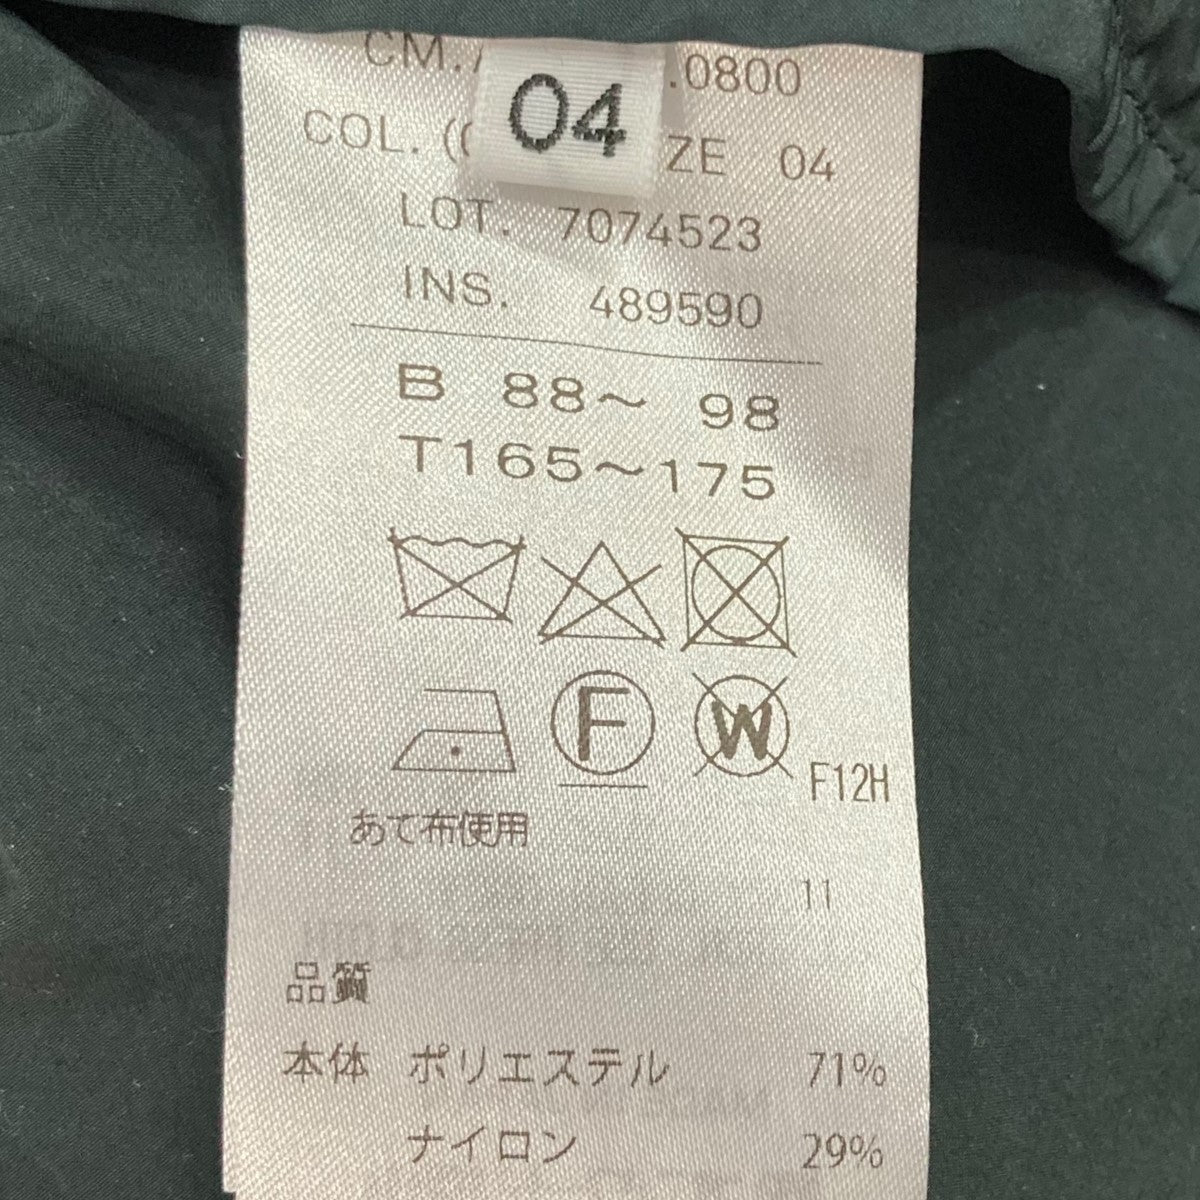 CM. .0800
04
COL. ( ZE 04
LOT. 7074523
INS. 489590
B 88～ 98
T165～175
F W F12H
あて布使用
11
品質
本体 ポリエステル 71%
ナイロン 29%